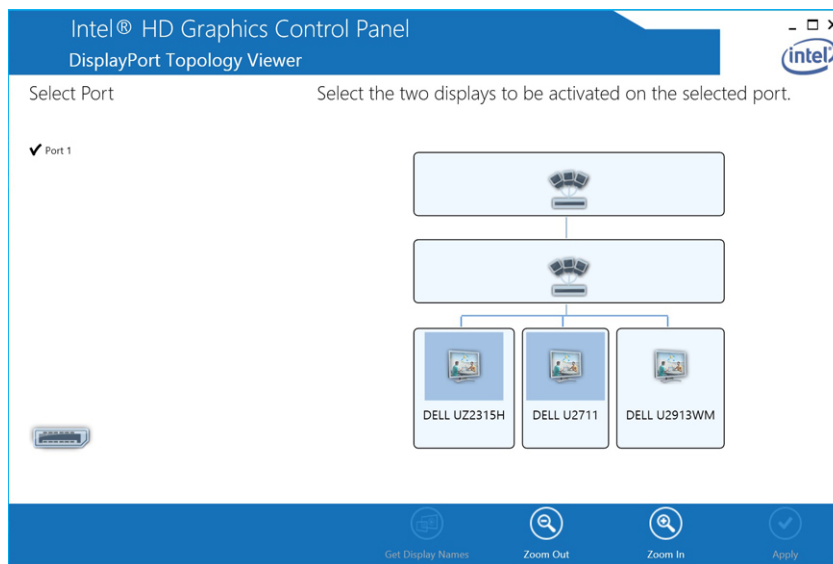 Intel® HD Graphics Control Panel
DisplayPort Topology Viewer
intel
Select Port
Select the two displays to be activated on the selected port.
Port 1
DELL UZ2315H
DELL U2711
DELL U2913WM
Get Display Names
Zoom Out
Zoom In
Apply